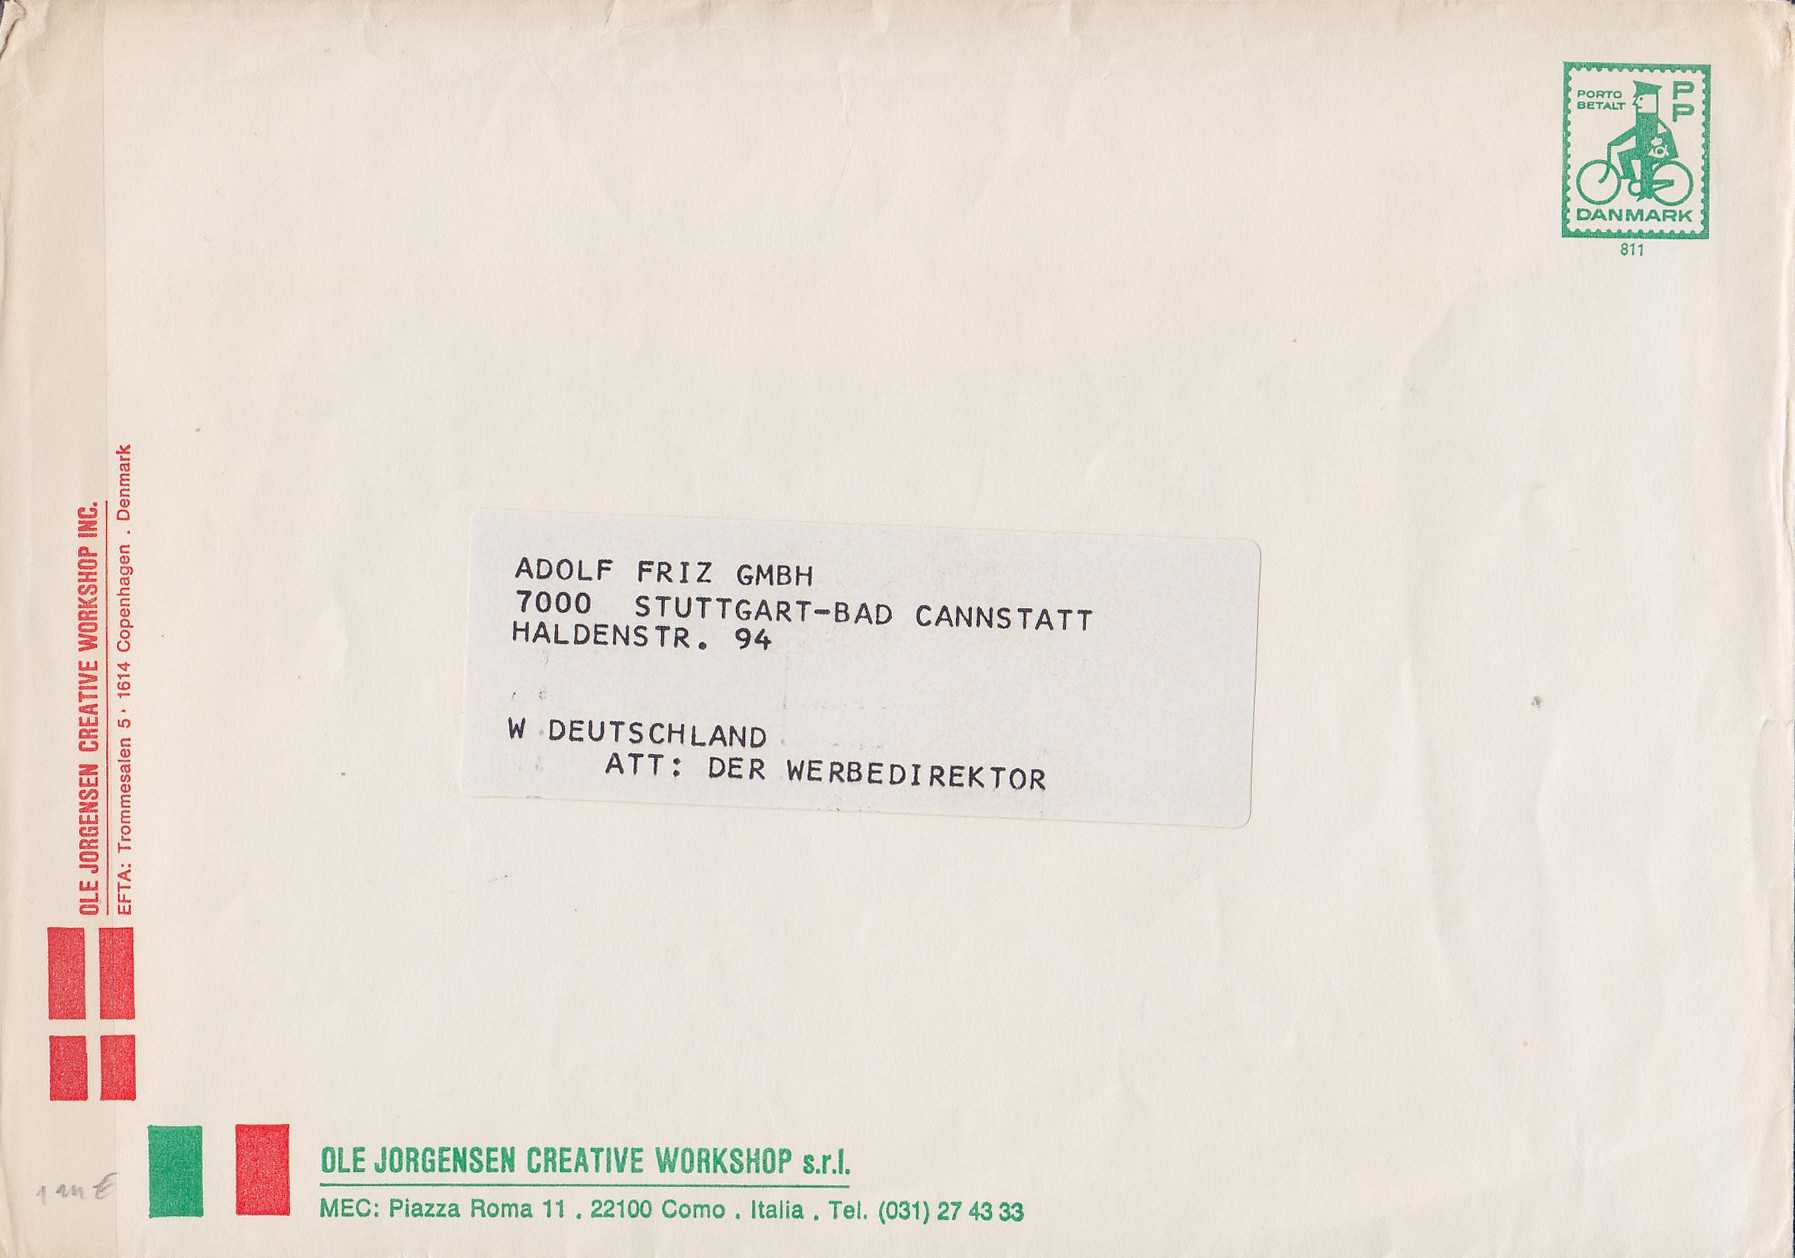 PORTO
BETALT
P
P
DANMARK
811
OLE JORGENSEN CREATIVE WORKSHOP INC.
EFTA: Trommesalen 5 · 1614 Copenhagen . Denmark
ADOLF FRIZ GMBH
7000 STUTTGART-BAD CANNSTATT
HALDENSTR. 94
W DEUTSCHLAND
ATT: DER WERBEDIREKTOR
OLE JORGENSEN CREATIVE WORKSHOP s.r.l.
MEC: Piazza Roma 11 . 22100 Como . Italia . Tel. (031) 27 43 33